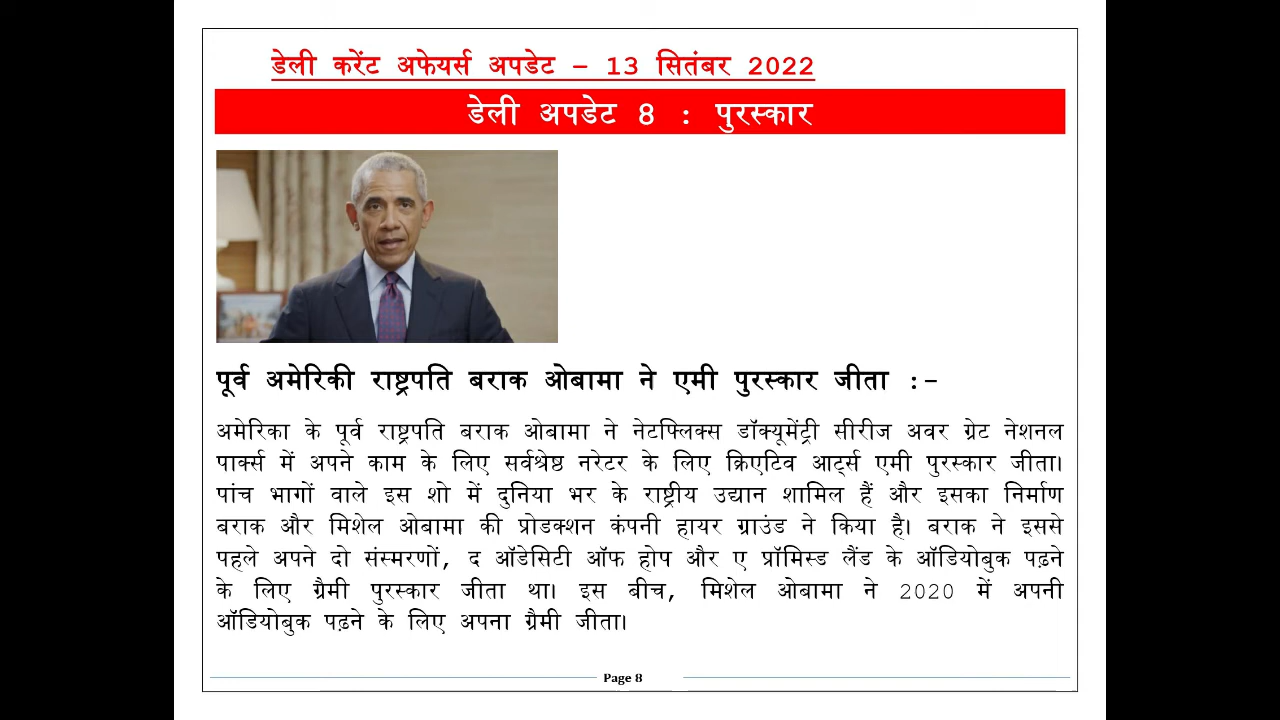 डेली करेंट अफेयर्स अपडेट – 13 सितंबर 2022
डेली अपडेट 8 : पुरस्कार
पूर्व अमेरिकी राष्ट्रपति बराक ओबामा ने एमी पुरस्कार जीता :-
अमेरिका के पूर्व राष्ट्रपति बराक ओबामा ने नेटफ्लिक्स डॉक्यूमेंट्री सीरीज अवर ग्रेट नेशनल
पार्क्स में अपने काम के लिए सर्वश्रेष्ठ नरेटर के लिए क्रिएटिव आर्ट्स एमी पुरस्कार जीता।
पांच भागों वाले इस शो में दुनिया भर के राष्ट्रीय उद्यान शामिल हैं और इसका निर्माण
बराक और मिशेल ओबामा की प्रोडक्शन कंपनी हायर ग्राउंड ने किया है। बराक ने इससे
पहले अपने दो संस्मरणों, द ऑडेसिटी ऑफ होप और ए प्रॉमिस्ड लैंड के ऑडियोबुक पढ़ने
के लिए ग्रैमी पुरस्कार जीता था। इस बीच, मिशेल ओबामा ने 2020 में अपनी
ऑडियोबुक पढ़ने के लिए अपना ग्रैमी जीता।
Page 8